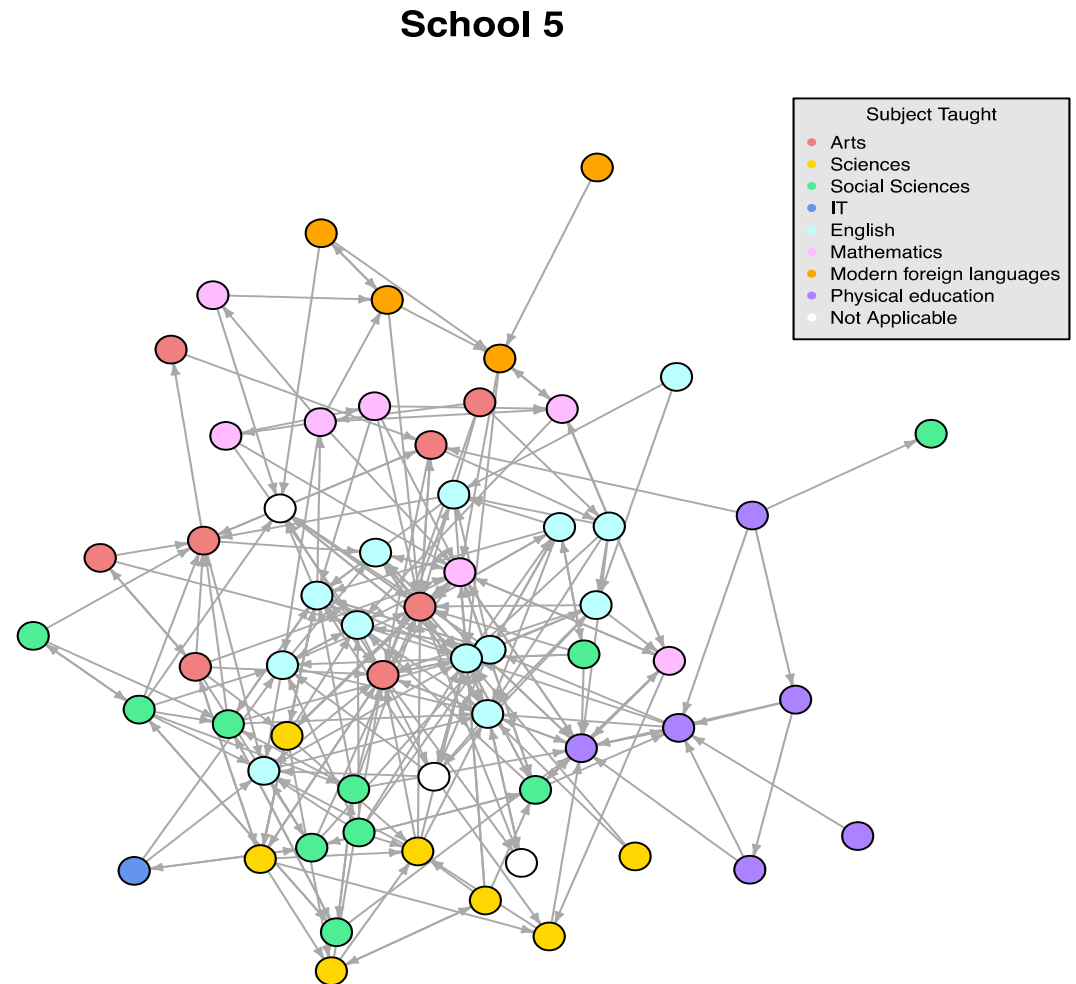 School 5
Subject Taught
Arts
Sciences
Social Sciences
IT
English
Mathematics
Modern foreign languages
Physical education
Not Applicable